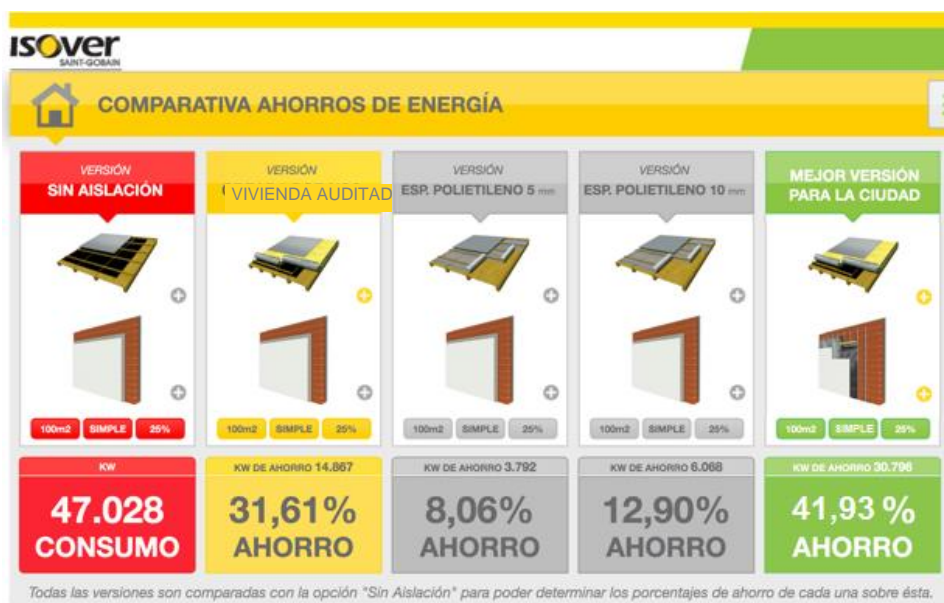 ISOVER
SAINT-GOBAIN
COMPARATIVA AHORROS DE ENERGÍA
VERSIÓN
SIN AISLACIÓN
VERSIÓN
VIVIENDA AUDITAD
VERSIÓN
ESP. POLIETILENO 5 mm
VERSIÓN
ESP. POLIETILENO 10 mm
MEJOR VERSIÓN
PARA LA CIUDAD
100m2 SIMPLE 25%
100m2 SIMPLE 25%
100m2 SIMPLE 25%
100m2 SIMPLE 25%
100m2 SIMPLE 25%
KW
47.028
CONSUMO
KW DE AHORRO 14.867
31,61%
AHORRO
KW DE AHORRO 3.792
8,06%
AHORRO
KW DE AHORRO 6.068
12,90%
AHORRO
KW DE AHORRO 30.796
41,93 %
AHORRO
Todas las versiones son comparadas con la opción "Sin Aislación" para poder determinar los porcentajes de ahorro de cada una sobre ésta.